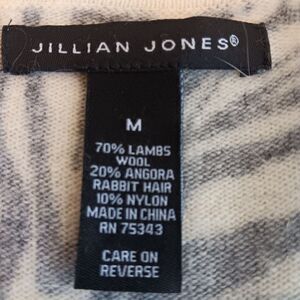 JILLIAN JONES®
M
70% LAMBS
WOOL
20% ANGORA
RABBIT HAIR
10% NYLON
MADE IN CHINA
RN 75343
CARE ON
REVERSE